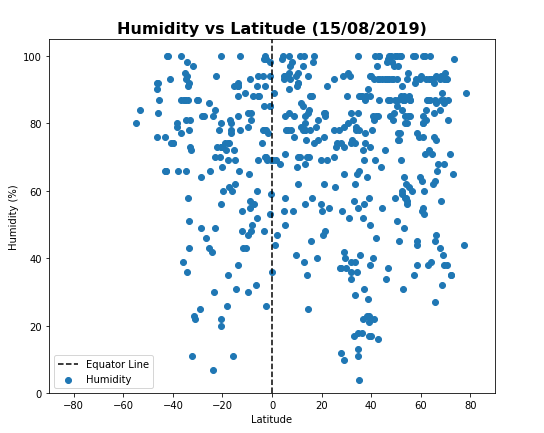 Humidity vs Latitude (15/08/2019)
100
80
60
40
20
0
Humidity (%)
Equator Line
Humidity
−80 −60 −40 −20 0 20 40 60 80
Latitude